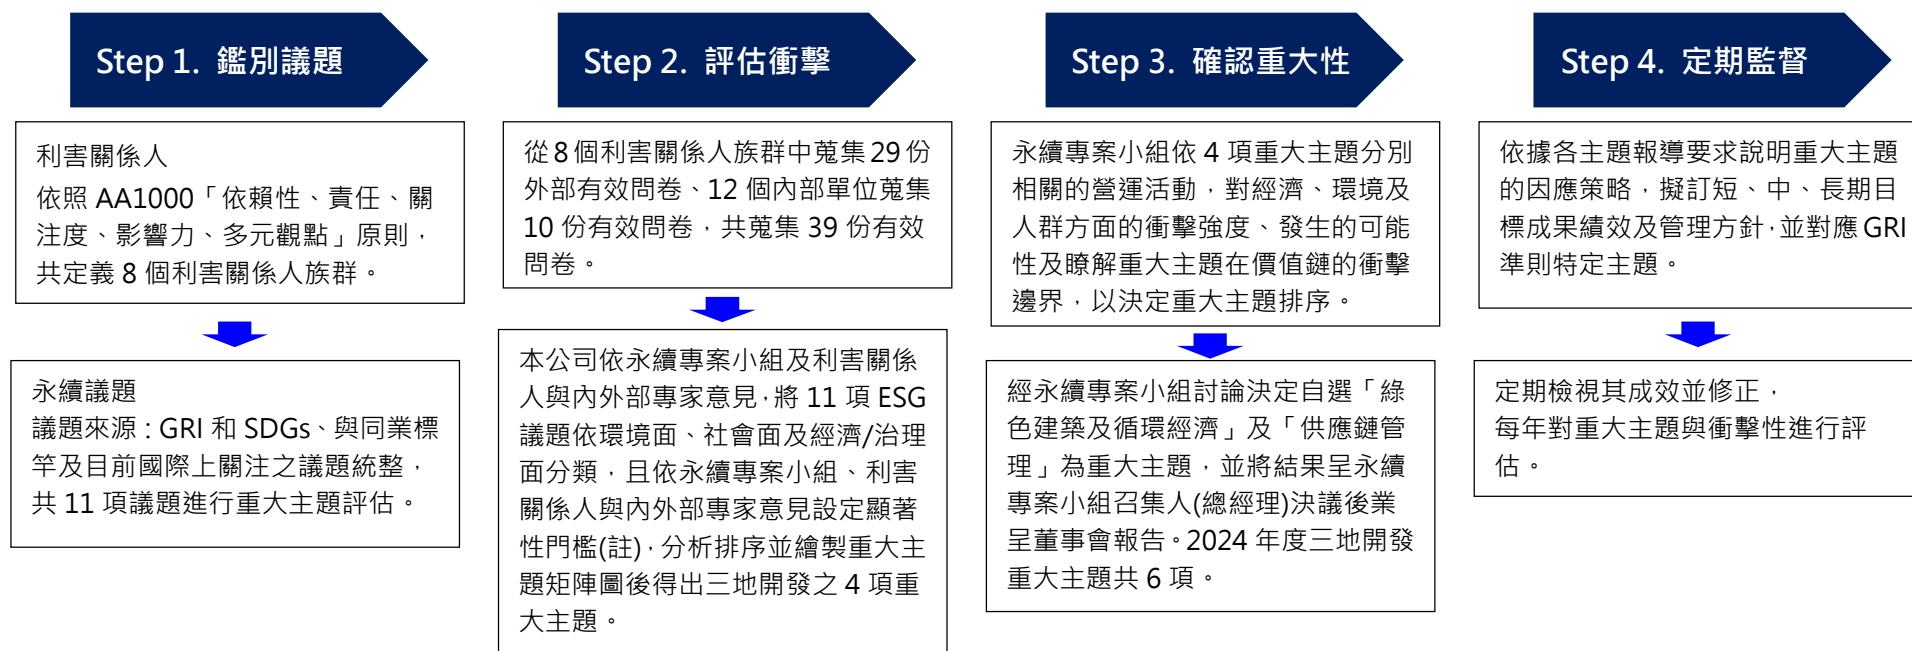 Step 1. 鑑別議題
利害關係人
依照 AA1000「依賴性、責任、關
注度、影響力、多元觀點」原則，
共定義 8 個利害關係人族群。
永續議題
議題來源：GRI 和 SDGs、與同業標
竿及目前國際上關注之議題統整，
共 11 項議題進行重大主題評估。
Step 2. 評估衝擊
從8個利害關係人族群中蒐集29份
外部有效問卷、12 個內部單位蒐集
10 份有效問卷，共蒐集 39 份有效
問卷。
本公司依永續專案小組及利害關係
人與內外部專家意見，將 11 項 ESG
議題依環境面、社會面及經濟/治理
面分類，且依永續專案小組、利害
關係人與內外部專家意見設定顯著
性門檻(註)，分析排序並繪製重大主
題矩陣圖後得出三地開發之 4 項重
大主題。
Step 3. 確認重大性
永續專案小組依 4 項重大主題分別
相關的營運活動，對經濟、環境及
人群方面的衝擊強度、發生的可能
性及瞭解重大主題在價值鏈的衝擊
邊界，以決定重大主題排序。
經永續專案小組討論決定自選「綠
色建築及循環經濟」及「供應鏈管
理」為重大主題，並將結果呈永續
專案小組召集人(總經理)決議後業
呈董事會報告。2024 年度三地開發
重大主題共 6 項。
Step 4. 定期監督
依據各主題報導要求說明重大主題
的因應策略，擬訂短、中、長期目
標成果績效及管理方針，並對應 GRI
準則特定主題。
定期檢視其成效並修正，
每年對重大主題與衝擊性進行評
估。